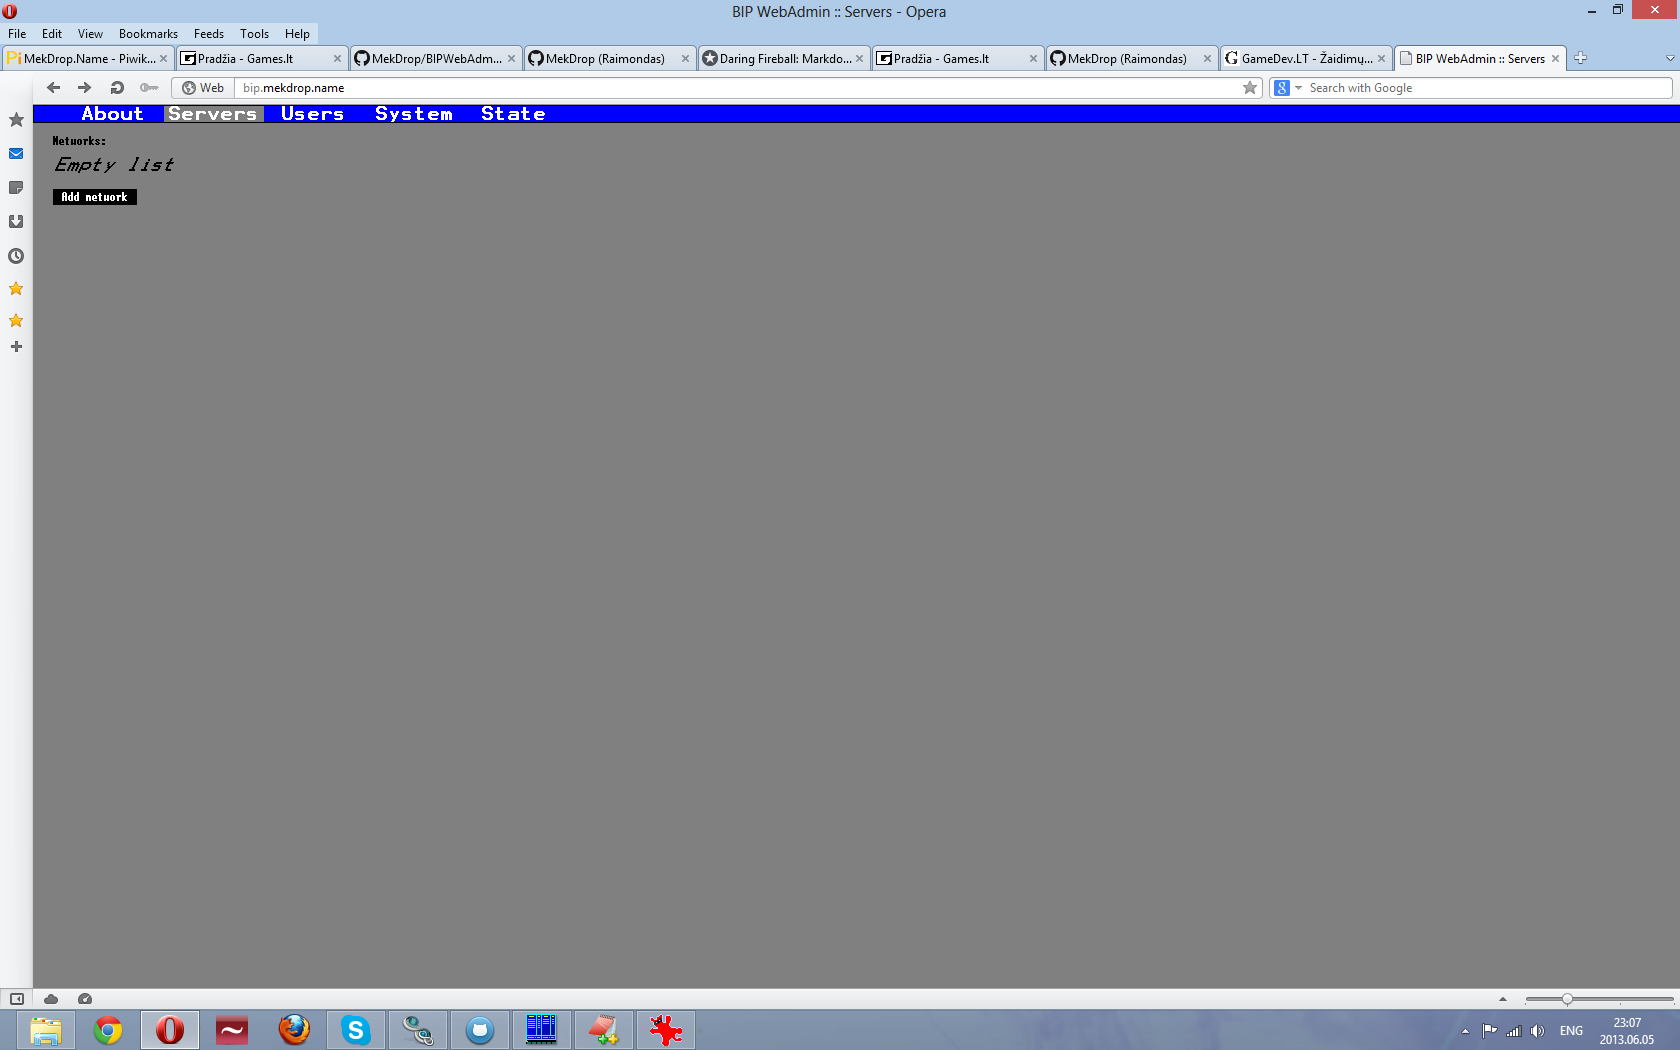 BIP WebAdmin :: Servers - Opera
File Edit View Bookmarks Feeds Tools Help
MekDrop.Name - Piwik... Pradžia - Games.lt MekDrop/BIPWebAdm... MekDrop (Raimondas) Daring Fireball: Markdo... Pradžia - Games.lt MekDrop (Raimondas) GameDev.LT - Žaidimų... BIP WebAdmin :: Servers
Web bip.mekdrop.name Search with Google
About Servers Users System State
Networks:
Empty list
Add network
ENG
23:07
2013.06.05